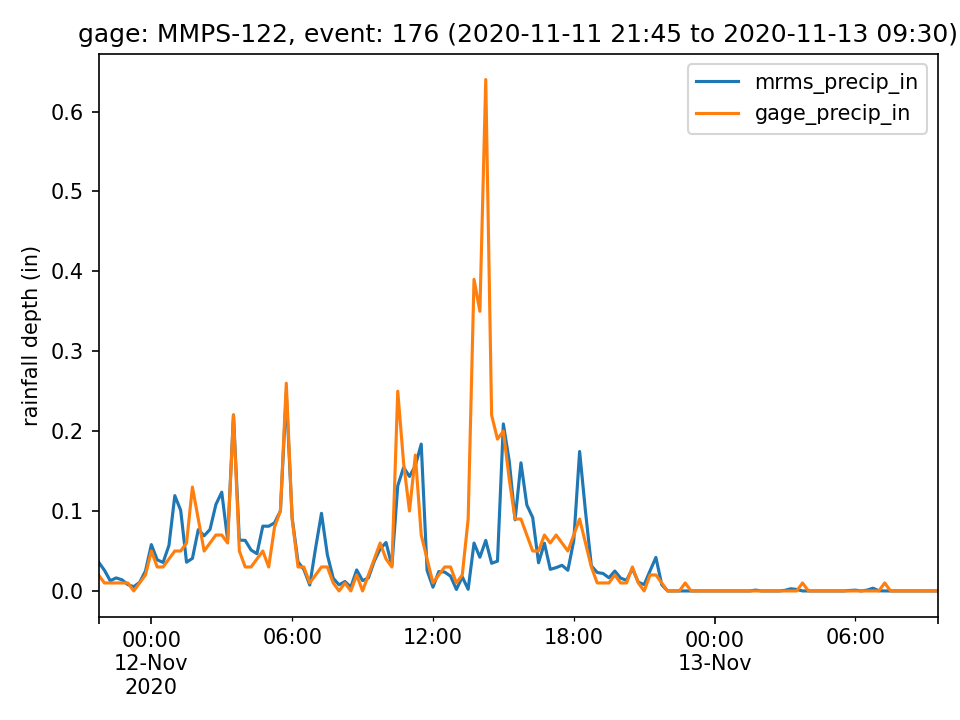 gage: MMPS-122, event: 176 (2020-11-11 21:45 to 2020-11-13 09:30)
mrms_precip_in
gage_precip_in
rainfall depth (in)
0.6
0.5
0.4
0.3
0.2
0.1
0.0
00:00 06:00 12:00 18:00 00:00 06:00
12-Nov 13-Nov
2020